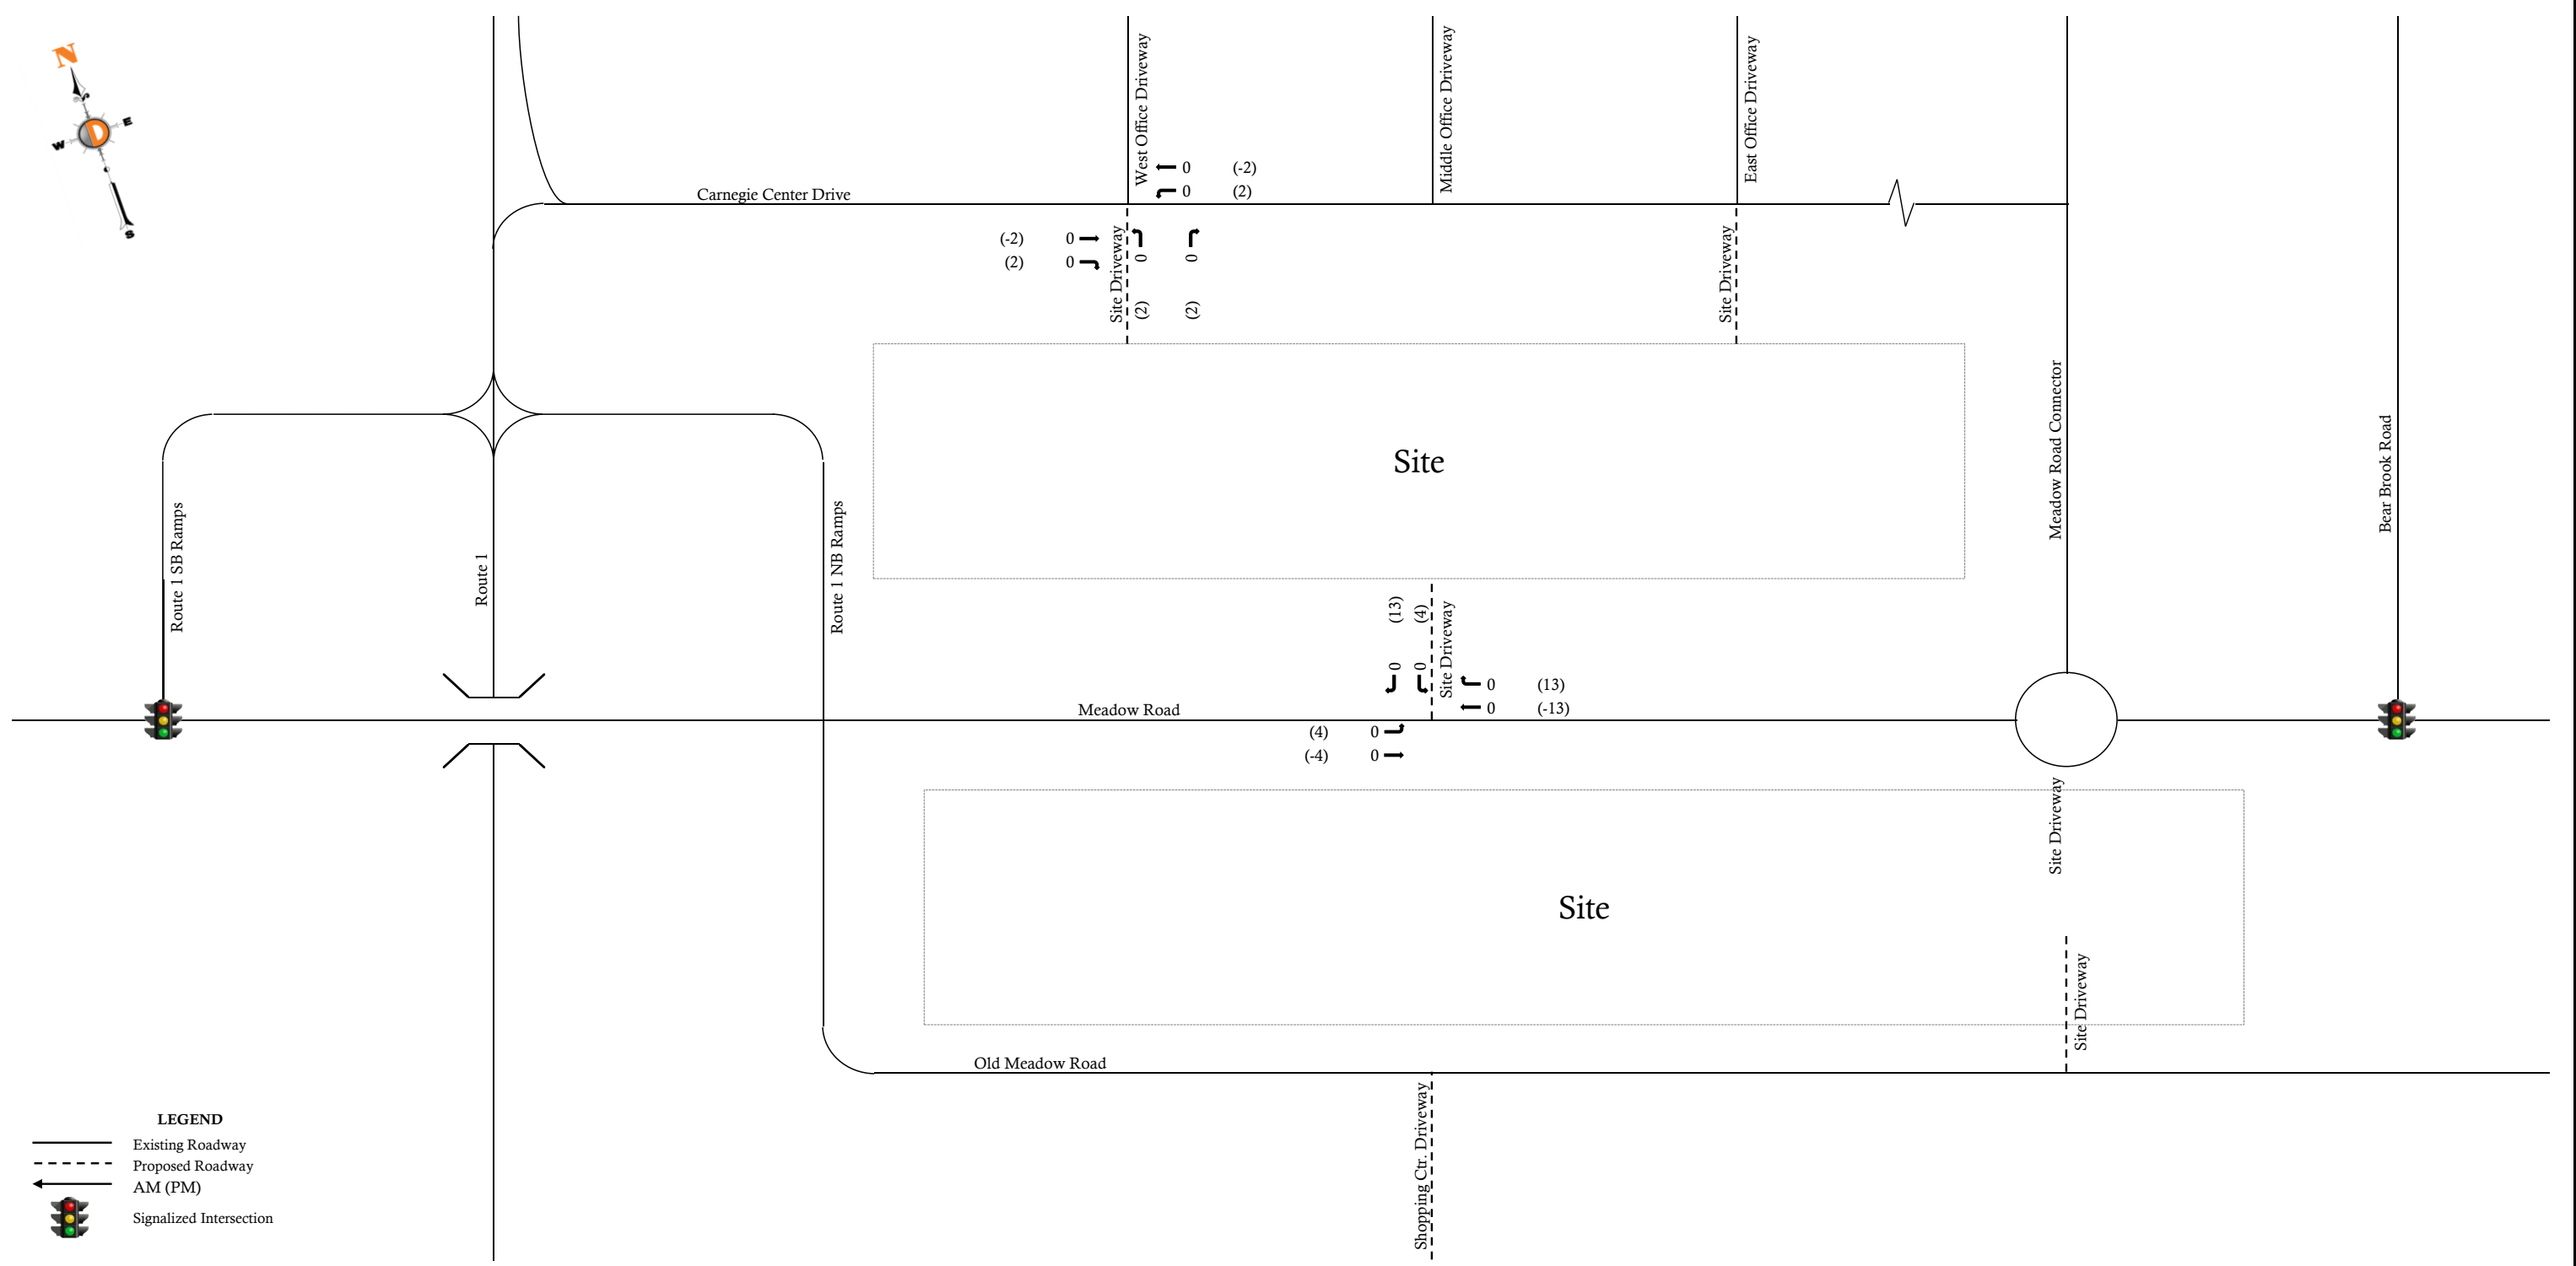 N
E
W
D
S
West Office Driveway
Middle Office Driveway
East Office Driveway
0 (-2)
0 (2)
Carnegie Center Drive
(-2) 0
(2) 0
Site Driveway
0 (2)
0 (2)
Site Driveway
Site
Route 1 SB Ramps
Route 1
Route 1 NB Ramps
Meadow Road Connector
Bear Brook Road
(13) 0
(4) 0
Site Driveway
0 (13)
0 (-13)
Meadow Road
(4) 0
(-4) 0
Site Driveway
Site
Site Driveway
Old Meadow Road
Shopping Ctr. Driveway
LEGEND
Existing Roadway
Proposed Roadway
AM (PM)
Signalized Intersection